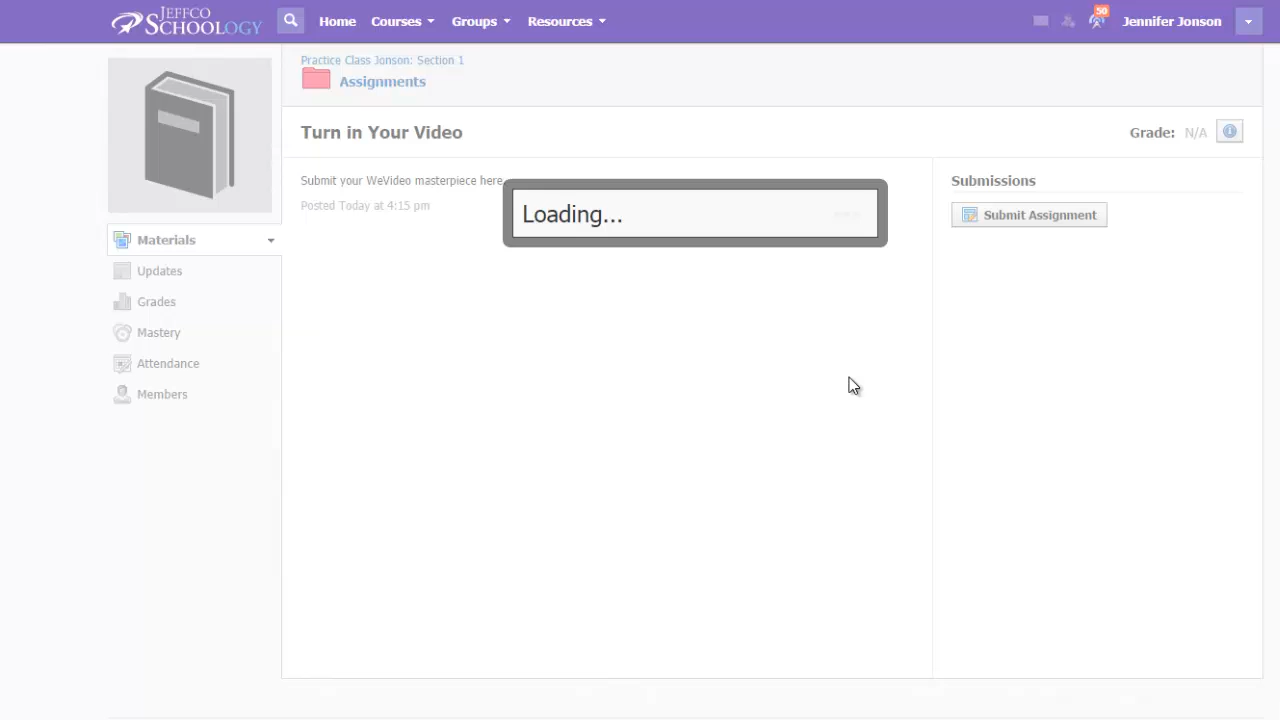 JEFFCO
SCHOOLOGY
Home
Courses
Groups
Resources
50
Jennifer Jonson
Practice Class Jonson: Section 1
Assignments
Turn in Your Video
Grade: N/A
Submit your WeVideo masterpiece here
Posted Today at 4:15 pm
Loading...
Submissions
Submit Assignment
Materials
Updates
Grades
Mastery
Attendance
Members